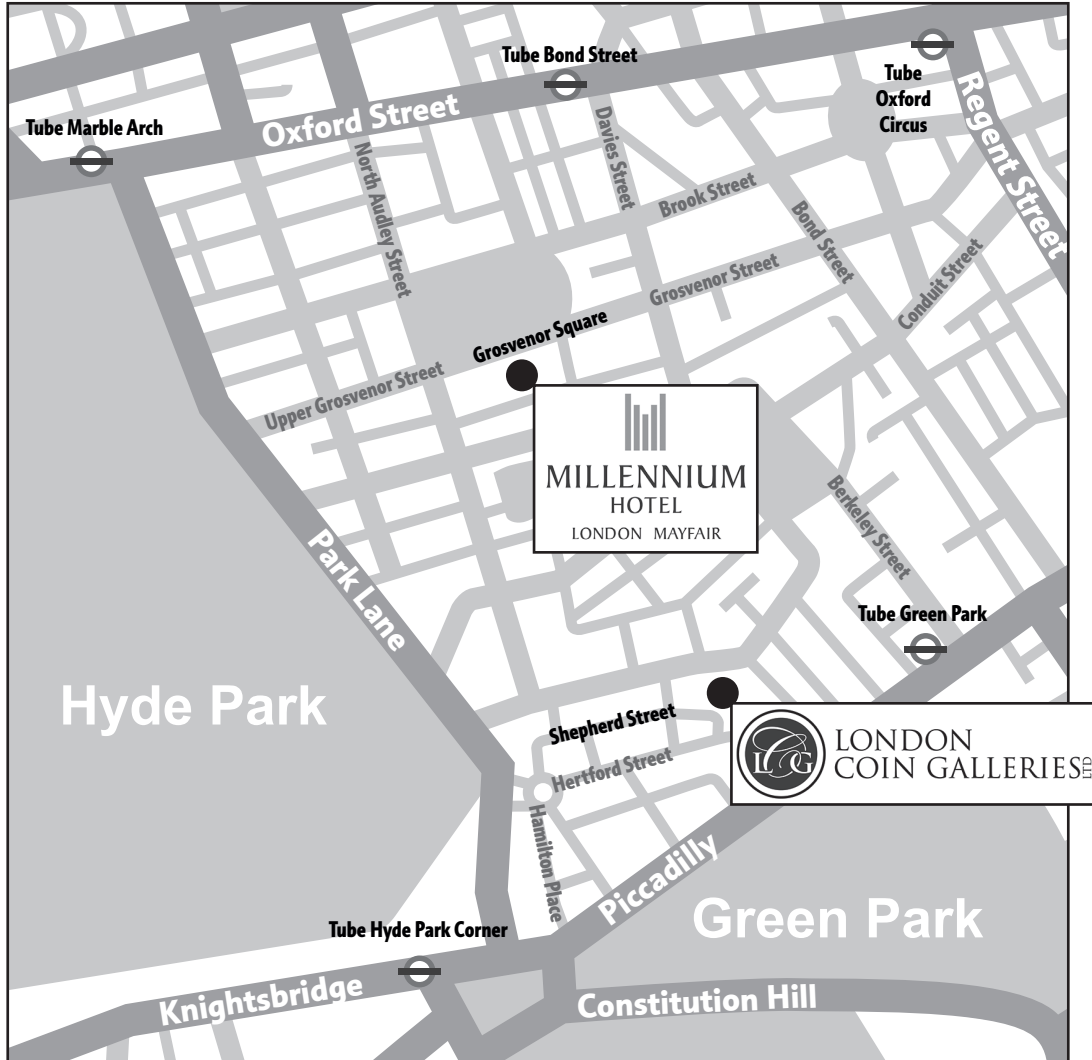 Tube Bond Street
Tube
Oxford
Circus
Tube Marble Arch
Oxford Street
Regent Street
North Audley Street
Davies Street
Brook Street
Bond Street
Conduit Street
Grosvenor Street
Grosvenor Square
Upper Grosvenor Street
MILLENNIUM
HOTEL
LONDON MAYFAIR
Berkeley Street
Park Lane
Tube Green Park
Hyde Park
Shepherd Street
LCG
LONDON
COIN GALLERIES LTD
Hertford Street
Hamilton Place
Piccadilly
Green Park
Tube Hyde Park Corner
Knightsbridge
Constitution Hill